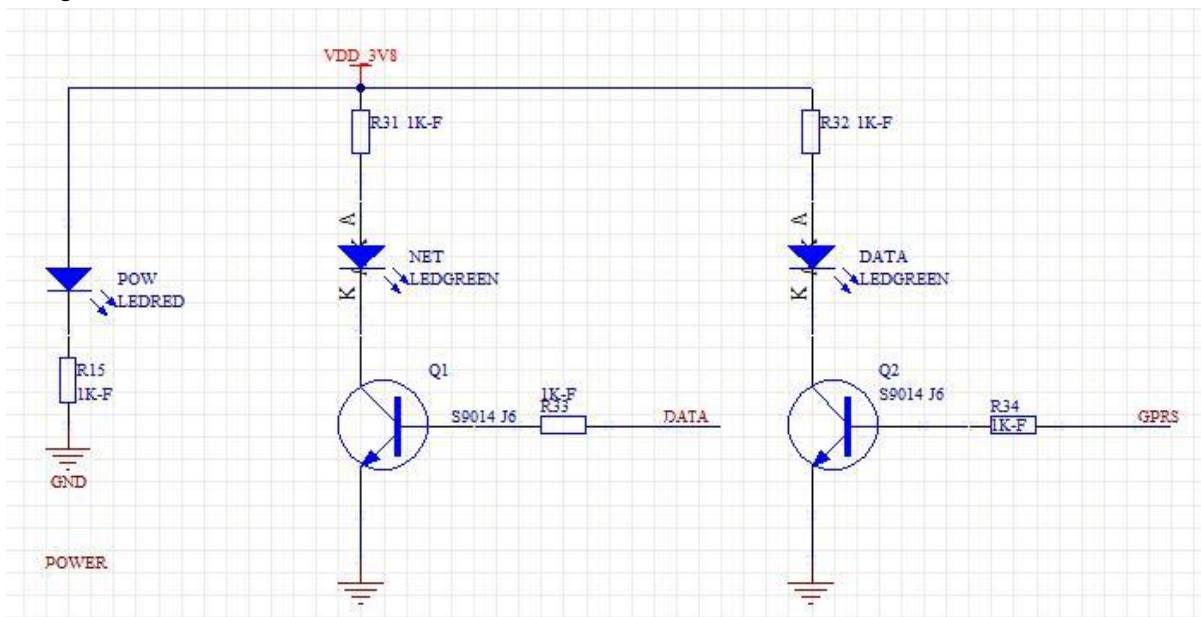 VDD_3V8
R31 1K-F
R32 1K-F
A
A
NET
LEDGREEN
DATA
LEDGREEN
K
K
POW
LEDRED
R15
1K-F
Q1
S9014 J6
1K-F
R33
DATA
Q2
S9014 J6
R34
1K-F
GPRS
GND
POWER